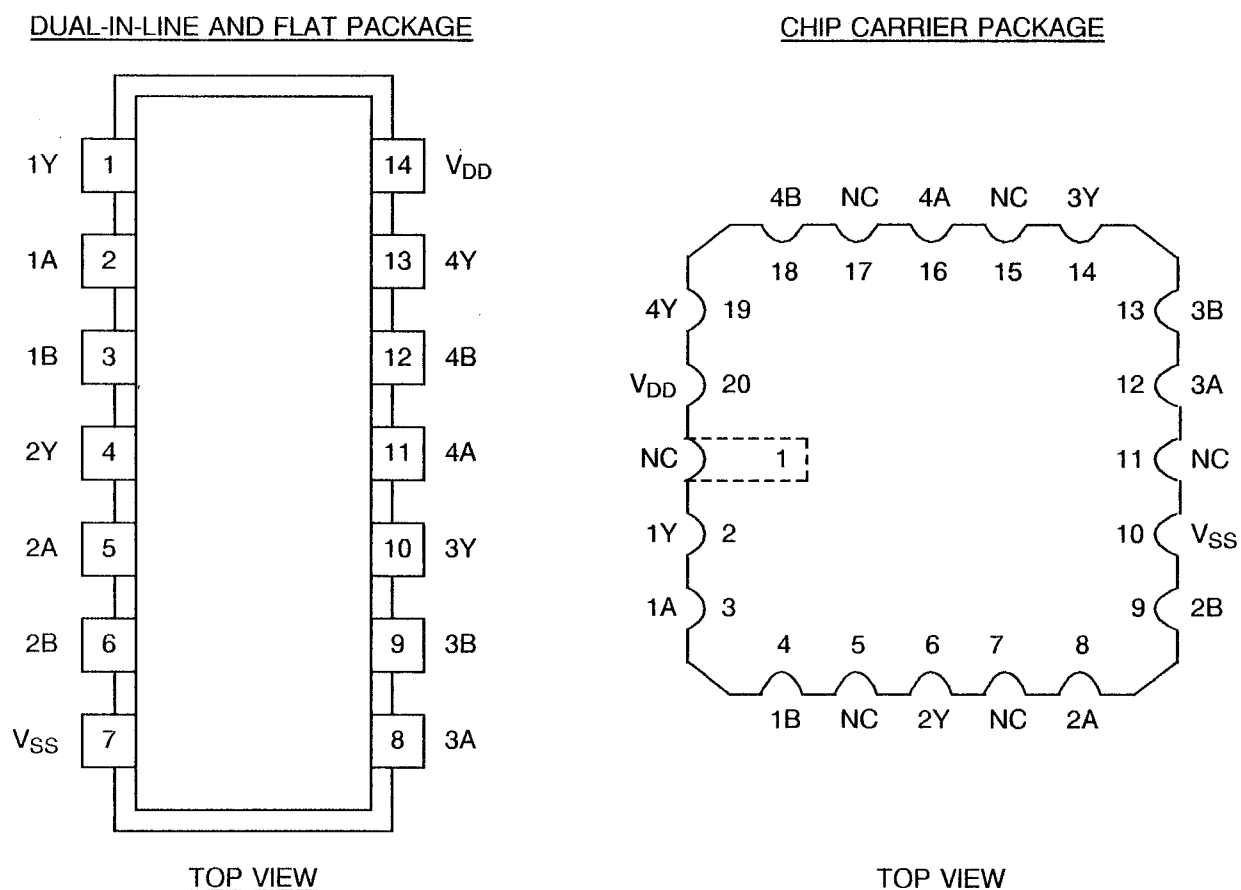 DUAL-IN-LINE AND FLAT PACKAGE
1Y 1 14 VDD
1A 2 13 4Y
1B 3 12 4B
2Y 4 11 4A
2A 5 10 3Y
2B 6 9 3B
VSS 7 8 3A
TOP VIEW
CHIP CARRIER PACKAGE
4B NC 4A NC 3Y
18 17 16 15 14
4Y 19 13 3B
VDD 20 12 3A
NC 1 11 NC
1Y 2 10 VSS
1A 3 9 2B
4 5 6 7 8
1B NC 2Y NC 2A
TOP VIEW